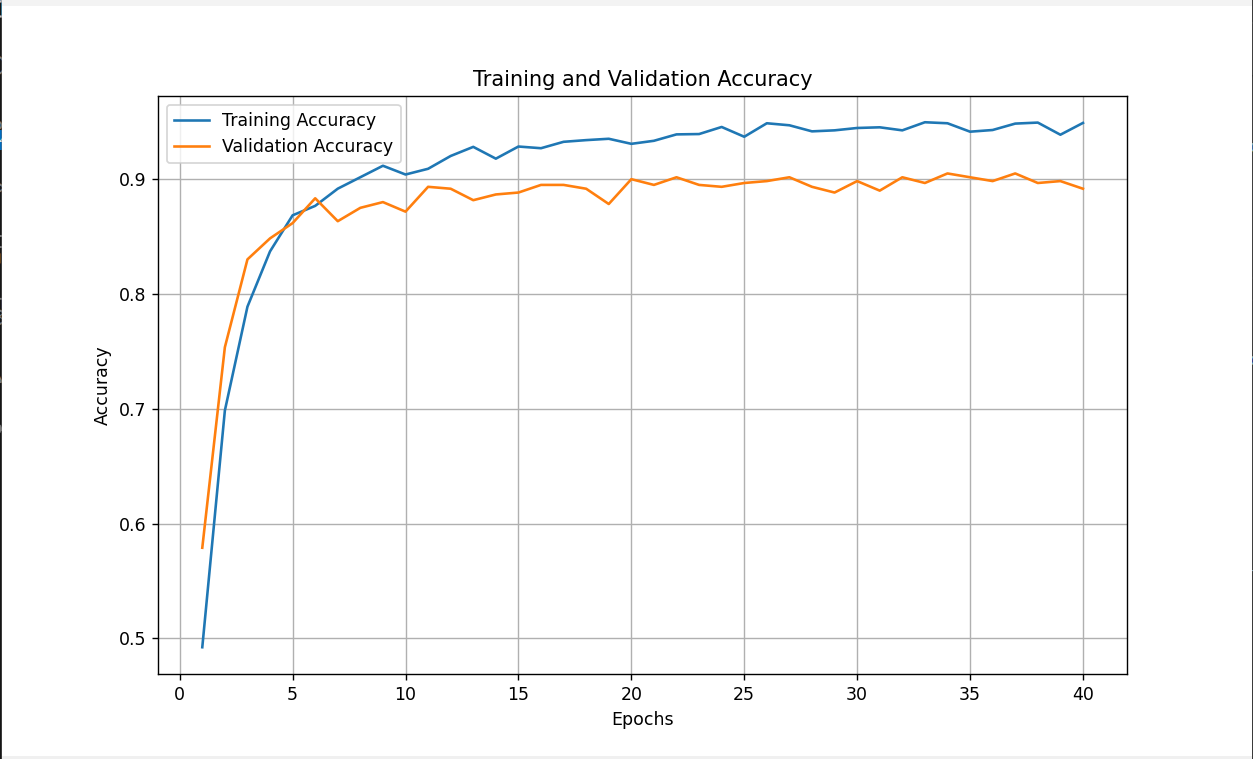 Training and Validation Accuracy
Training Accuracy
Validation Accuracy
0.9
0.8
0.7
0.6
0.5
Accuracy
0 5 10 15 20 25 30 35 40
Epochs